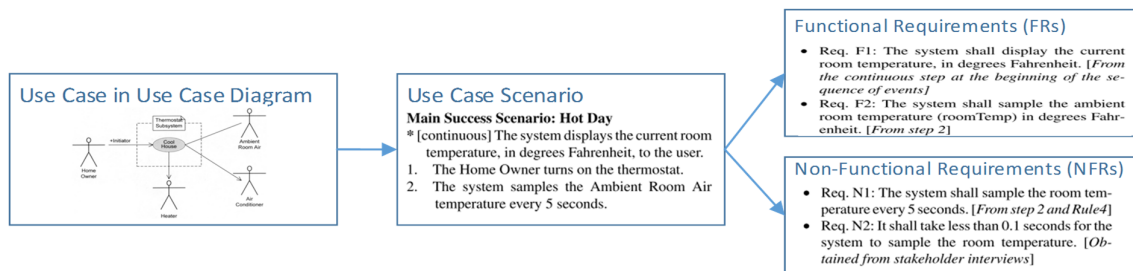 Use Case in Use Case Diagram
Thermostat
Subsystem
+Initiator
Cool
House
Home
Owner
Ambient
Room Air
Air
Conditioner
Heater
Use Case Scenario
Main Success Scenario: Hot Day
* [continuous] The system displays the current room
temperature, in degrees Fahrenheit, to the user.
1. The Home Owner turns on the thermostat.
2. The system samples the Ambient Room Air
temperature every 5 seconds.
Functional Requirements (FRs)
• Req. F1: The system shall display the current
room temperature, in degrees Fahrenheit. [From
the continuous step at the beginning of the se-
quence of events]
• Req. F2: The system shall sample the ambient
room temperature (roomTemp) in degrees Fahr-
enheit. [From step 2]
Non-Functional Requirements (NFRs)
• Req. N1: The system shall sample the room tem-
perature every 5 seconds. [From step 2 and Rule4]
• Req. N2: It shall take less than 0.1 seconds for the
system to sample the room temperature. [Ob-
tained from stakeholder interviews]